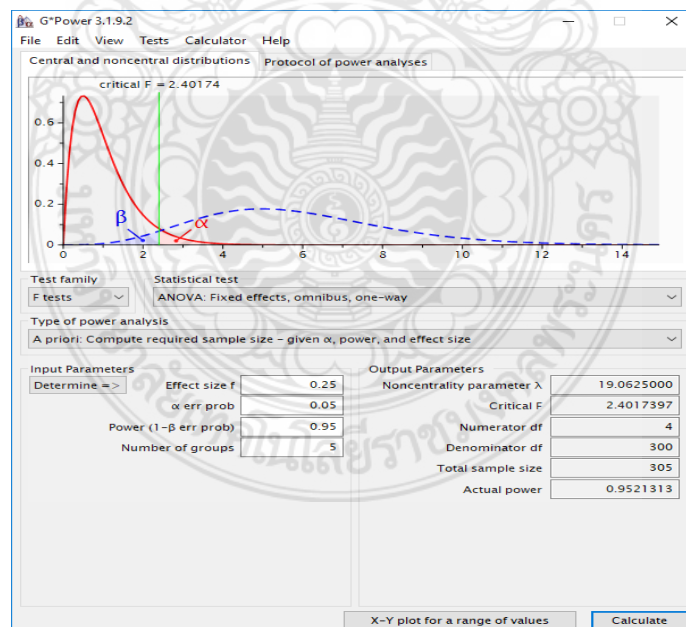 G*Power 3.1.9.2
File Edit View Tests Calculator Help
Central and noncentral distributions Protocol of power analyses
critical F = 2.40174
0.6
0.4
0.2
0
β
α
0 2 4 6 8 10 12 14
Test family Statistical test
F tests ANOVA: Fixed effects, omnibus, one-way
Type of power analysis
A priori: Compute required sample size - given α, power, and effect size
Input Parameters Output Parameters
Determine => Effect size f 0.25 Noncentrality parameter λ 19.0625000
α err prob 0.05 Critical F 2.4017397
Power (1-β err prob) 0.95 Numerator df 4
Number of groups 5 Denominator df 300
Total sample size 305
Actual power 0.9521313
X-Y plot for a range of values Calculate